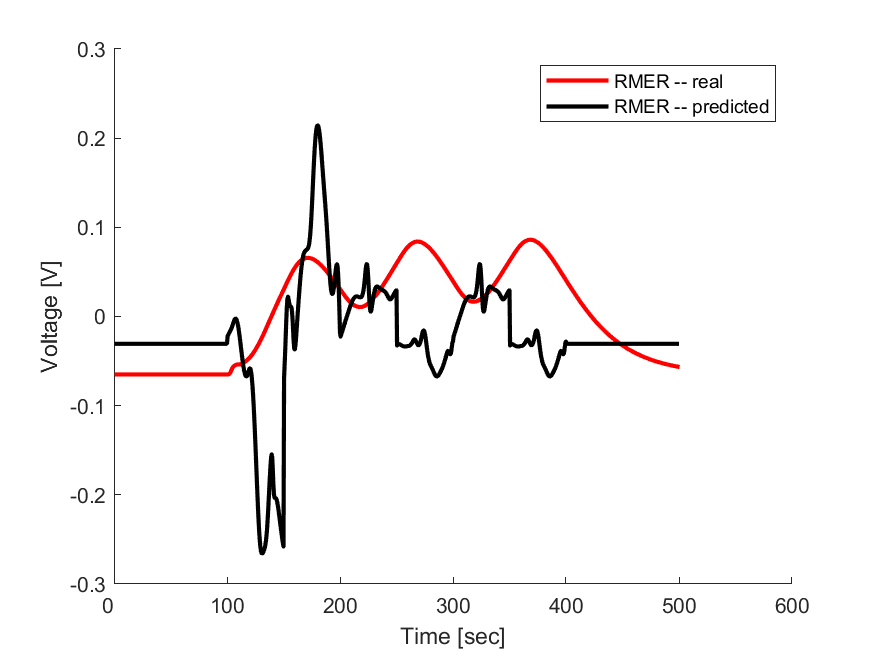 0.3
0.2
0.1
0
-0.1
-0.2
-0.3
Voltage [V]
RMER -- real
RMER -- predicted
0 100 200 300 400 500 600
Time [sec]